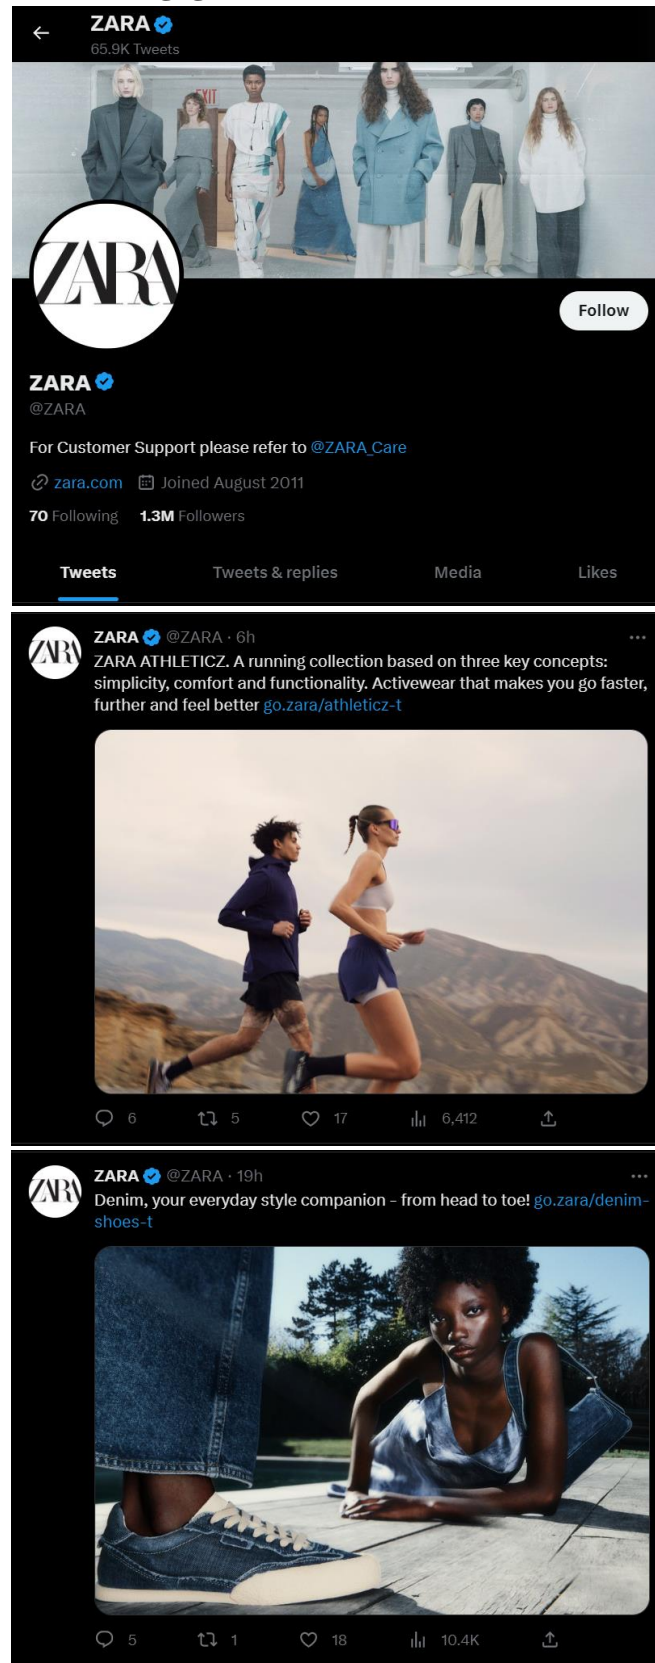 ZARA
65.9K Tweets
EXIT
ZARA
Follow
ZARA
@ZARA
For Customer Support please refer to @ZARA_Care
zara.com Joined August 2011
70 Following 1.3M Followers
Tweets Tweets & replies Media Likes
ZARA
ZARA @ZARA · 6h
ZARA ATHLETICZ. A running collection based on three key concepts:
simplicity, comfort and functionality. Activewear that makes you go faster,
further and feel better go.zara/athleticz-t
6 5 17 6,412
ZARA
ZARA @ZARA · 19h
Denim, your everyday style companion - from head to toe! go.zara/denim-
shoes-t
5 1 18 10.4K